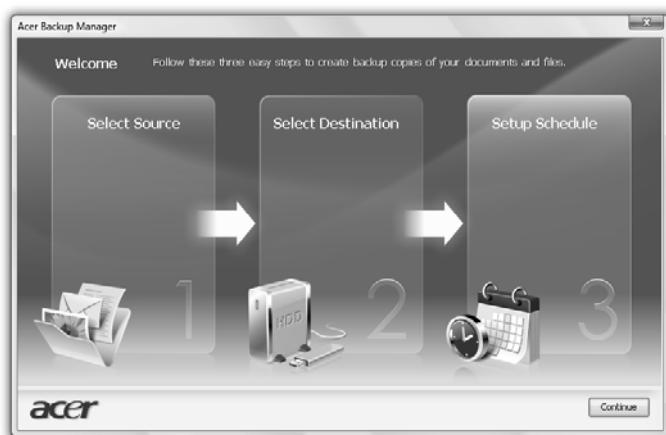 Acer Backup Manager
Welcome Follow these three easy steps to create backup copies of your documents and files.
Select Source
Select Destination
Setup Schedule
HDD
1
2
3
acer
Continue